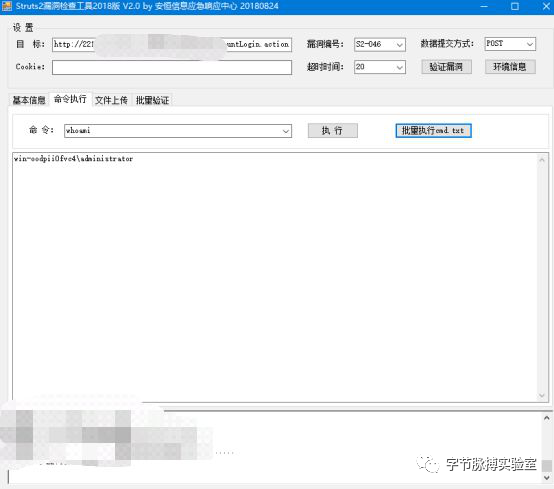 Struts2漏洞检查工具2018版 V2.0 by 安恒信息应急响应中心 20180824
设 置
目 标: http://221 untLogin.action 漏洞编号: S2-046 数据提交方式: POST
Cookie: 超时时间: 20 验证漏洞 环境信息
基本信息 命令执行 文件上传 批量验证
命 令: whoami 执 行 批量执行cmd.txt
win-oodpii0fvc4\administrator
字节脉搏实验室